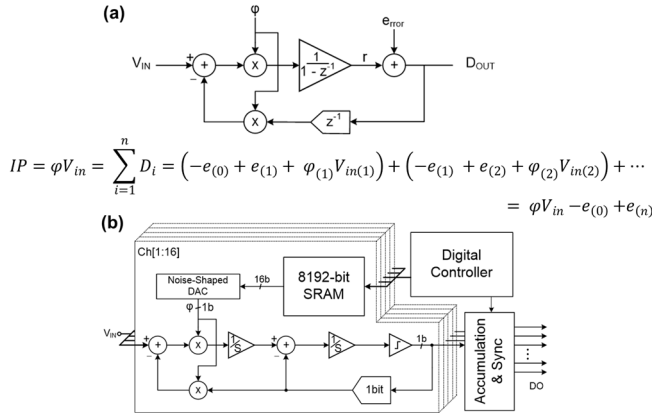 (a)
φ
e_rror
V_IN
+
−
+
x
1
1 - z⁻¹
r
+
D_OUT
x
z⁻¹
IP = φV_in = ∑_{i=1}^{n} D_i = (−e_(0) + e_(1) + φ_(1)V_in(1)) + (−e_(1) + e_(2) + φ_(2)V_in(2)) + ⋯
= φV_in −e_(0) +e_(n)
(b)
Ch[1:16]
Digital
Controller
Noise-Shaped
DAC
16b
8192-bit
SRAM
φ 1b
V_IN
+
−
+
x
1/S
+
−
+
1/S
1b
x
1bit
Accumulation
& Sync
⋮
DO